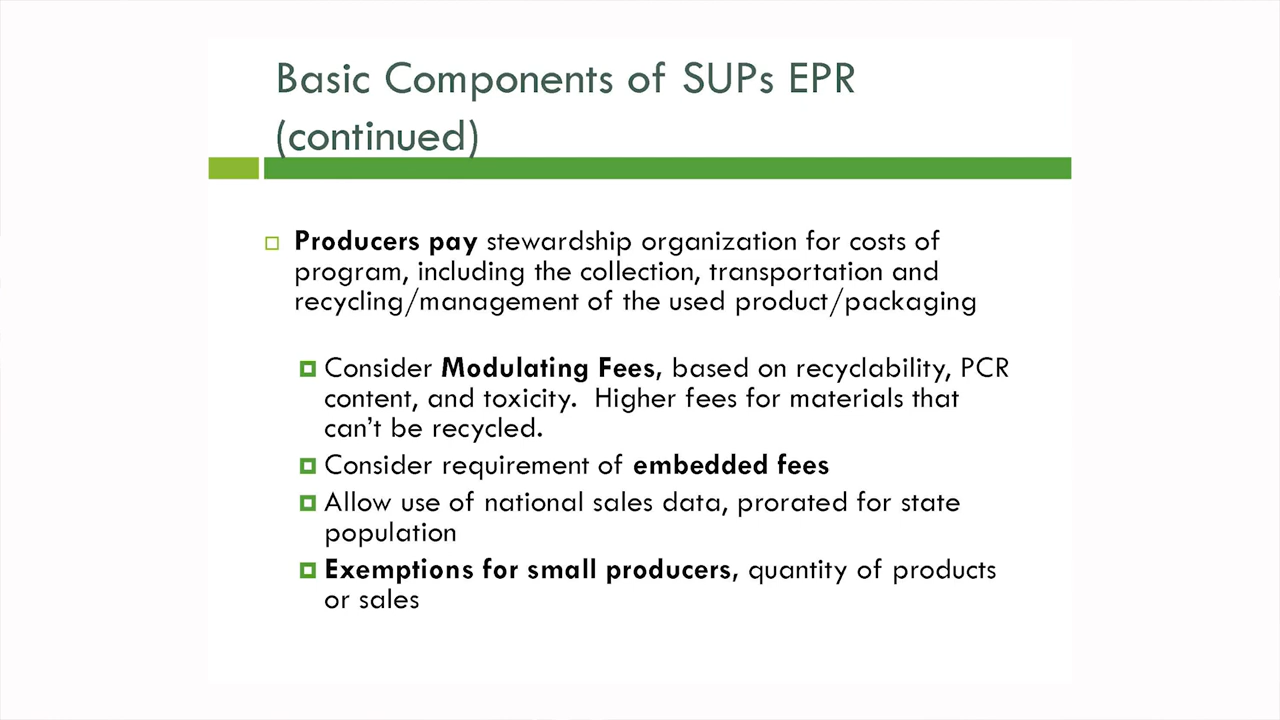 Basic Components of SUPs EPR
(continued)
Producers pay stewardship organization for costs of
program, including the collection, transportation and
recycling/management of the used product/packaging
Consider Modulating Fees, based on recyclability, PCR
content, and toxicity.  Higher fees for materials that
can’t be recycled.
Consider requirement of embedded fees
Allow use of national sales data, prorated for state
population
Exemptions for small producers, quantity of products
or sales